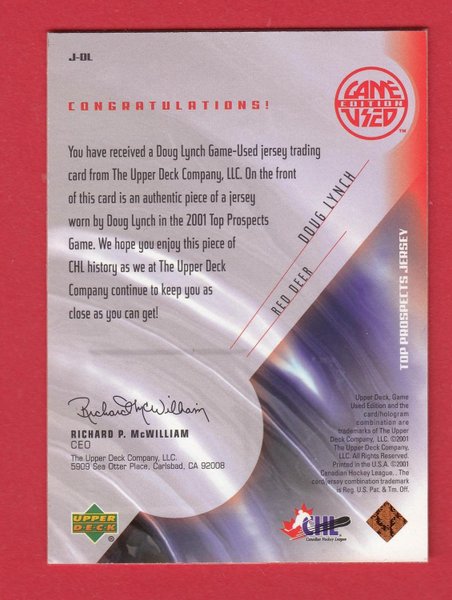 J-DL
GAME
EDITION
USED
TM
CONGRATULATIONS!
You have received a Doug Lynch Game-Used jersey trading
card from The Upper Deck Company, LLC. On the front
of this card is an authentic piece of a jersey
worn by Doug Lynch in the 2001 Top Prospects
Game. We hope you enjoy this piece of
CHL history as we at The Upper Deck
Company continue to keep you as
close as you can get!
DOUG LYNCH
RED DEER
TOP PROSPECTS JERSEY
Richard McWilliam
RICHARD P. McWILLIAM
CEO
The Upper Deck Company, LLC.
5909 Sea Otter Place, Carlsbad, CA 92008
Upper Deck, Game
Used Edition and the
card/hologram
combination are
trademarks of The Upper
Deck Company, LLC. ©2001
The Upper Deck Company,
LLC. All Rights Reserved.
Printed in the U.S.A. ©2001
Canadian Hockey League. . The
card/jersey combination trademark
is Reg. U.S. Pat. & Tm. Off.
UPPER
DECK
®
CHL
Canadian Hockey League